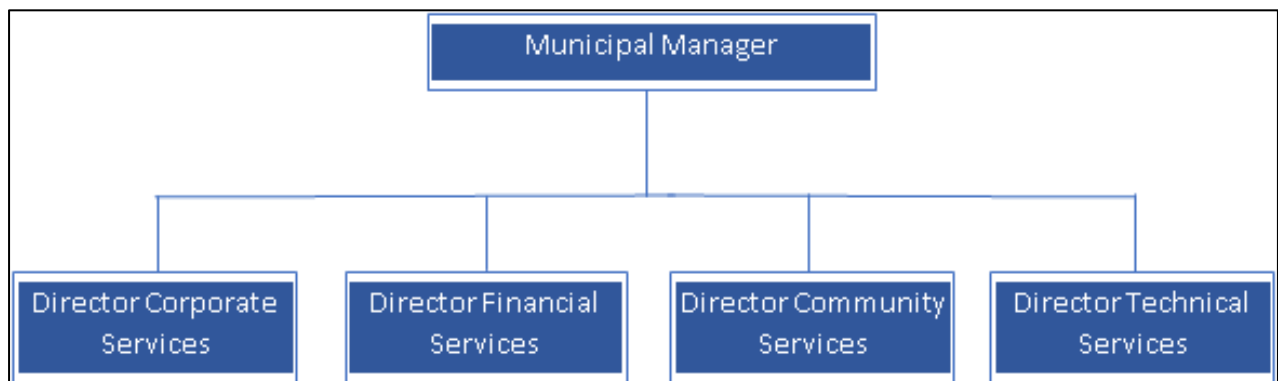 Municipal Manager
Director Corporate
Services
Director Financial
Services
Director Community
Services
Director Technical
Services